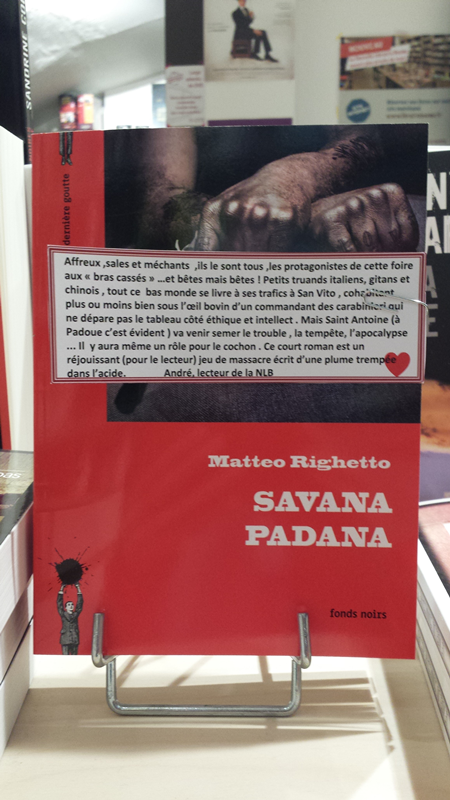 SANDRINE
NOUVEAU
dernière goutte
Affreux ,sales et méchants ,ils le sont tous ,les protagonistes de cette foire
aux « bras cassés » ...et bêtes mais bêtes ! Petits truands italiens, gitans et
chinois , tout ce bas monde se livre à ses trafics à San Vito , cohabitent
plus ou moins bien sous l'œil bovin d'un commandant des carabinieri qui
ne dépare pas le tableau côté éthique et intellect . Mais Saint Antoine (à
Padoue c'est évident ) va venir semer le trouble , la tempête, l'apocalypse
... Il y aura même un rôle pour le cochon . Ce court roman est un
réjouissant (pour le lecteur) jeu de massacre écrit d'une plume trempée
dans l'acide. André, lecteur de la NLB
Matteo Righetto
SAVANA
PADANA
fonds noirs